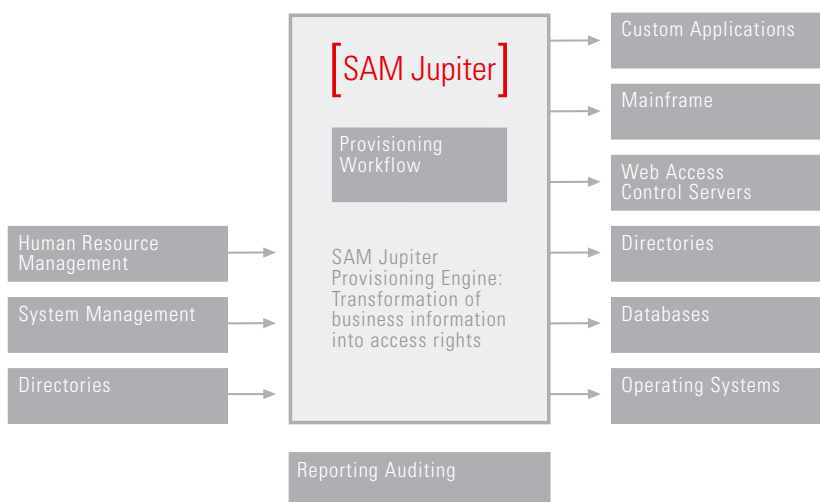 [SAM Jupiter]
Provisioning
Workflow
SAM Jupiter
Provisioning Engine:
Transformation of
business information
into access rights
Human Resource
Management
System Management
Directories
Custom Applications
Mainframe
Web Access
Control Servers
Directories
Databases
Operating Systems
Reporting Auditing